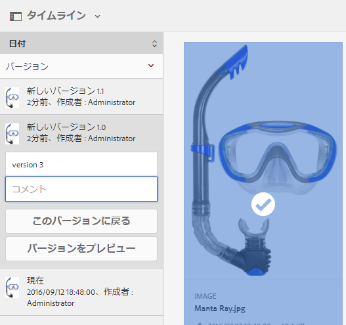 タイムライン
日付
バージョン
新しいバージョン 1.1
2分前、作成者 : Administrator
新しいバージョン 1.0
2分前、作成者 : Administrator
version 3
コメント
このバージョンに戻る
バージョンをプレビュー
現在
2016/09/12 18:48:00、作成者 :
Administrator
IMAGE
Manta Ray.jpg